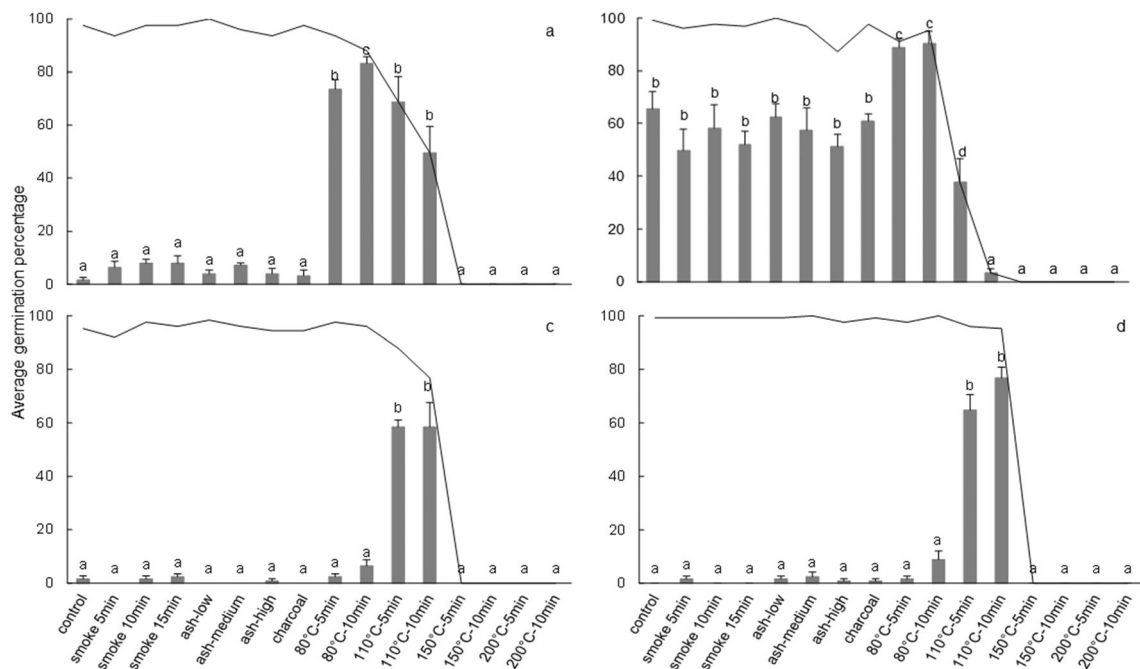 Average germination percentage
100
80
60
40
20
0
a
a a a a a a a a b c b b a a a a
100
80
60
40
20
0
b b b b b b b b c c d a a a a a
100
80
60
40
20
0
c
a a a a a a a a a a b b a a a a
control
smoke 5min
smoke 10min
smoke 15min
ash-low
ash-medium
ash-high
charcoal
80°C-5min
80°C-10min
110°C-5min
110°C-10min
150°C-5min
150°C-10min
200°C-5min
200°C-10min
100
80
60
40
20
0
d
a a a a a a a a a a b b a a a a
control
smoke 5min
smoke 10min
smoke 15min
ash-low
ash-medium
ash-high
charcoal
80°C-5min
80°C-10min
110°C-5min
110°C-10min
150°C-5min
150°C-10min
200°C-5min
200°C-10min